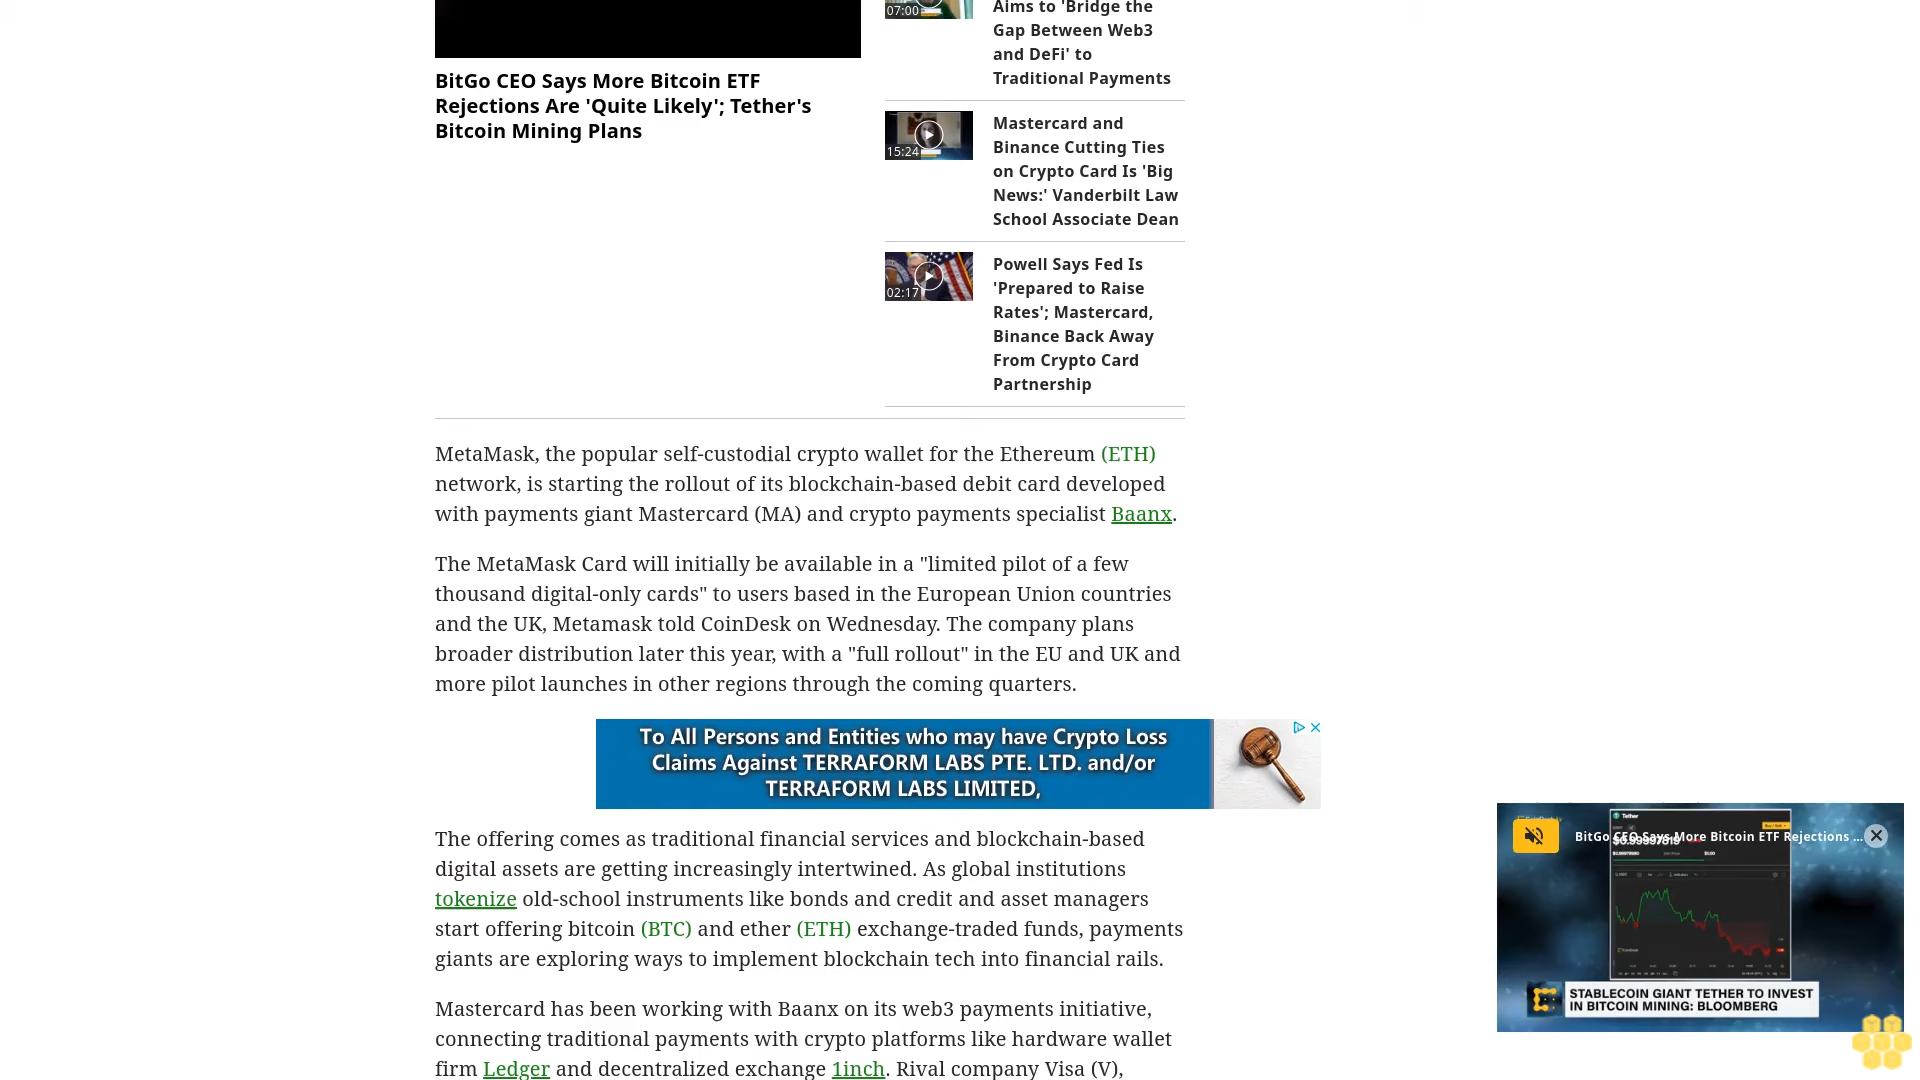 07:00
Aims to 'Bridge the
Gap Between Web3
and DeFi' to
Traditional Payments
BitGo CEO Says More Bitcoin ETF
Rejections Are 'Quite Likely'; Tether's
Bitcoin Mining Plans
15:24
Mastercard and
Binance Cutting Ties
on Crypto Card Is 'Big
News:' Vanderbilt Law
School Associate Dean
02:17
Powell Says Fed Is
'Prepared to Raise
Rates'; Mastercard,
Binance Back Away
From Crypto Card
Partnership
MetaMask, the popular self-custodial crypto wallet for the Ethereum (ETH)
network, is starting the rollout of its blockchain-based debit card developed
with payments giant Mastercard (MA) and crypto payments specialist Baanx.
The MetaMask Card will initially be available in a "limited pilot of a few
thousand digital-only cards" to users based in the European Union countries
and the UK, Metamask told CoinDesk on Wednesday. The company plans
broader distribution later this year, with a "full rollout" in the EU and UK and
more pilot launches in other regions through the coming quarters.
To All Persons and Entities who may have Crypto Loss
Claims Against TERRAFORM LABS PTE. LTD. and/or
TERRAFORM LABS LIMITED,
The offering comes as traditional financial services and blockchain-based
digital assets are getting increasingly intertwined. As global institutions
tokenize old-school instruments like bonds and credit and asset managers
start offering bitcoin (BTC) and ether (ETH) exchange-traded funds, payments
giants are exploring ways to implement blockchain tech into financial rails.
Mastercard has been working with Baanx on its web3 payments initiative,
connecting traditional payments with crypto platforms like hardware wallet
firm Ledger and decentralized exchange 1inch. Rival company Visa (V),
Tether
BitGo CEO Says More Bitcoin ETF Rejections ...
$0.99997819
STABLECOIN GIANT TETHER TO INVEST
IN BITCOIN MINING: BLOOMBERG